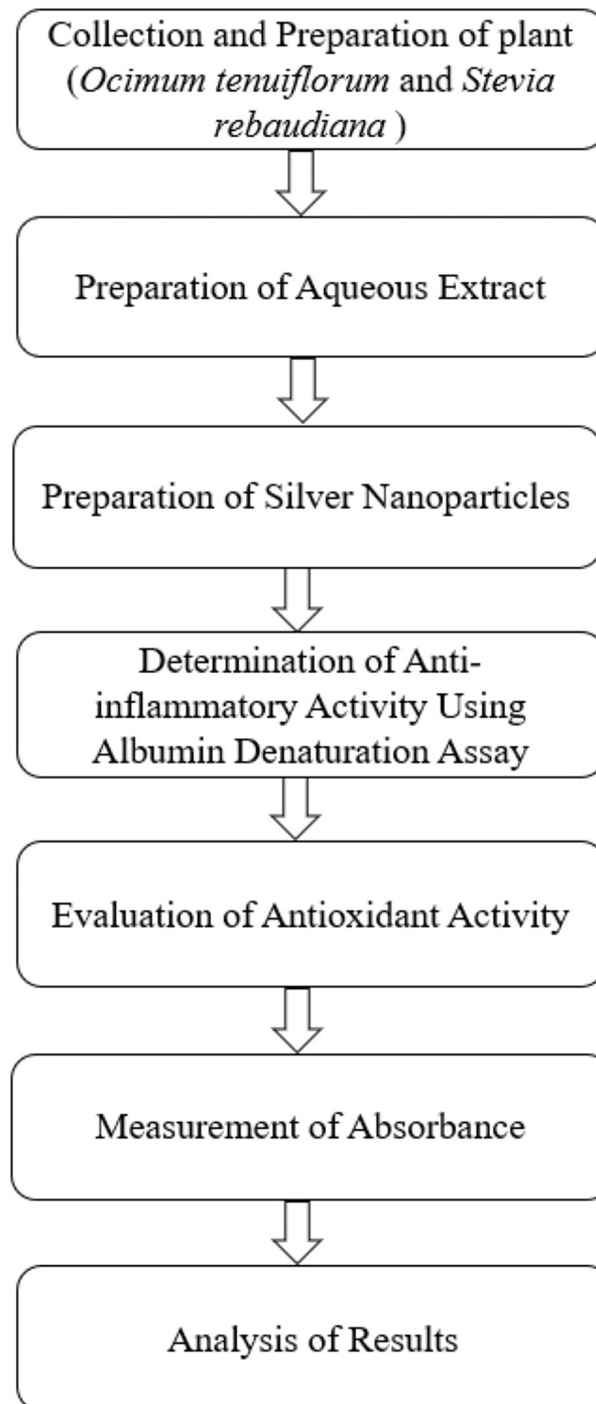 Collection and Preparation of plant
(Ocimum tenuiflorum and Stevia
rebaudiana )
Preparation of Aqueous Extract
Preparation of Silver Nanoparticles
Determination of Anti-
inflammatory Activity Using
Albumin Denaturation Assay
Evaluation of Antioxidant Activity
Measurement of Absorbance
Analysis of Results